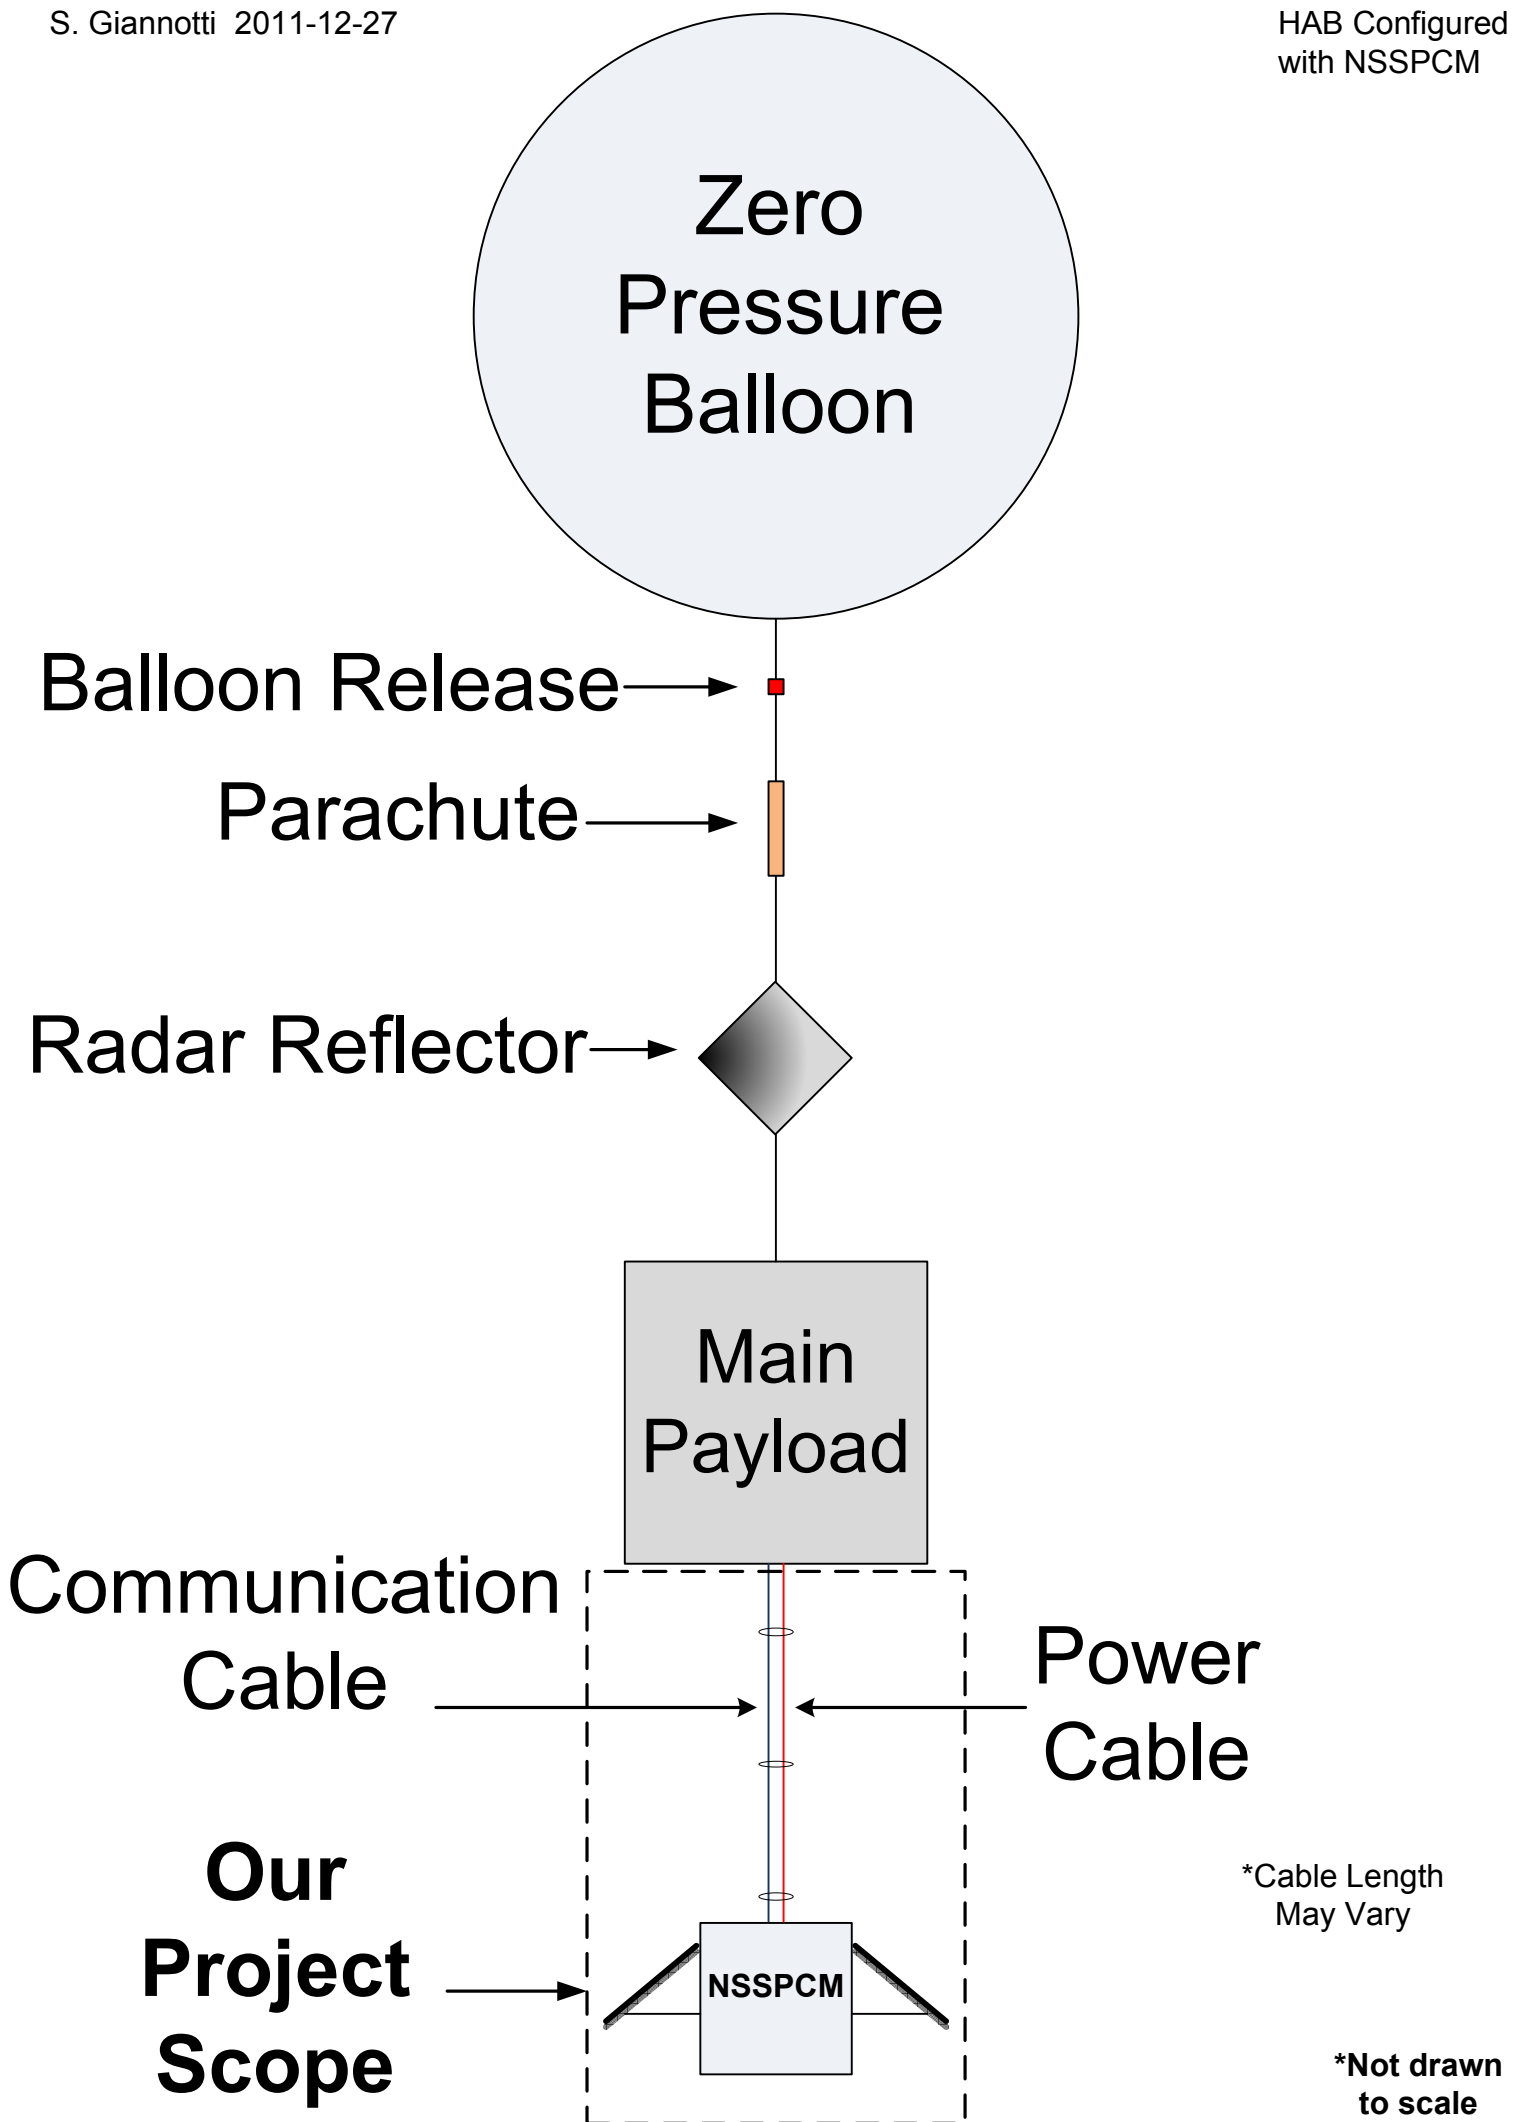 S. Giannotti  2011-12-27
HAB Configured
with NSSPCM
Zero
Pressure
Balloon
Balloon Release
Parachute
Radar Reflector
Main
Payload
Communication
Cable
Power
Cable
*Cable Length
May Vary
Our
Project
Scope
NSSPCM
*Not drawn
to scale